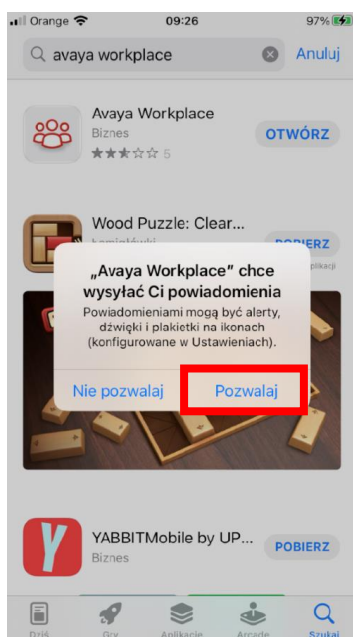 Orange 09:26 97%
avaya workplace Anuluj
Avaya Workplace
Biznes
5
OTWÓRZ
Wood Puzzle: Clear...
„Avaya Workplace” chce
wysyłać Ci powiadomienia
Powiadomieniami mogą być alerty,
dźwięki i plakietki na ikonach
(konfigurowane w Ustawieniach).
Nie pozwalaj Pozwalaj
YABBITMobile by UP...
Biznes
POBIERZ
Dziś Gry Aplikacje Arcade Szukaj